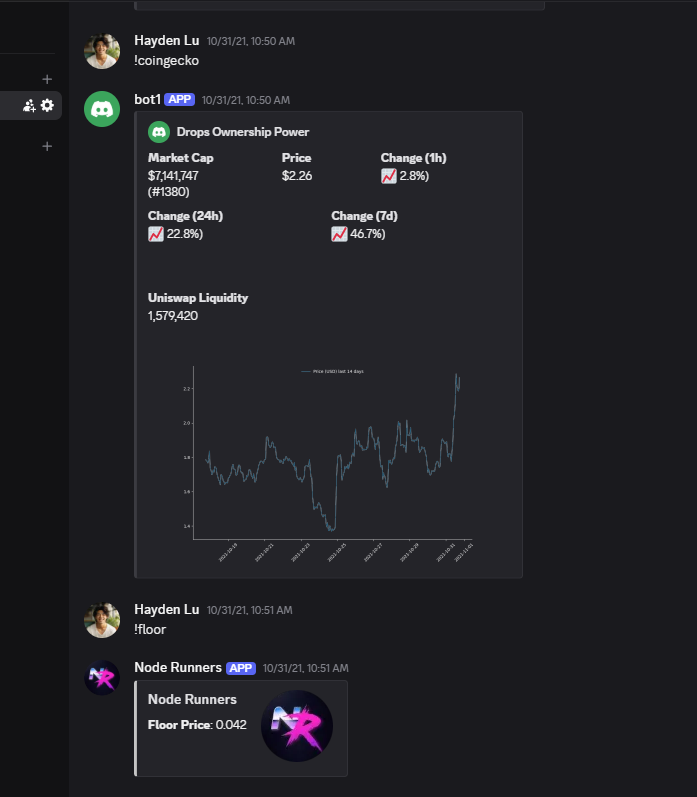 Hayden Lu 10/31/21, 10:50 AM
!coingecko
bot1 APP 10/31/21, 10:50 AM
Drops Ownership Power
Market Cap Price Change (1h)
$7,141,747 $2.26 2.8%)
(#1380)
Change (24h) Change (7d)
22.8%) 46.7%)
Uniswap Liquidity
1,579,420
Price (USD) last 14 days
2.2
2.0
1.8
1.6
1.4
2021-10-19 2021-10-21 2021-10-23 2021-10-25 2021-10-27 2021-10-29 2021-10-31 2021-11-01
Hayden Lu 10/31/21, 10:51 AM
!floor
Node Runners APP 10/31/21, 10:51 AM
Node Runners
Floor Price: 0.042
NR